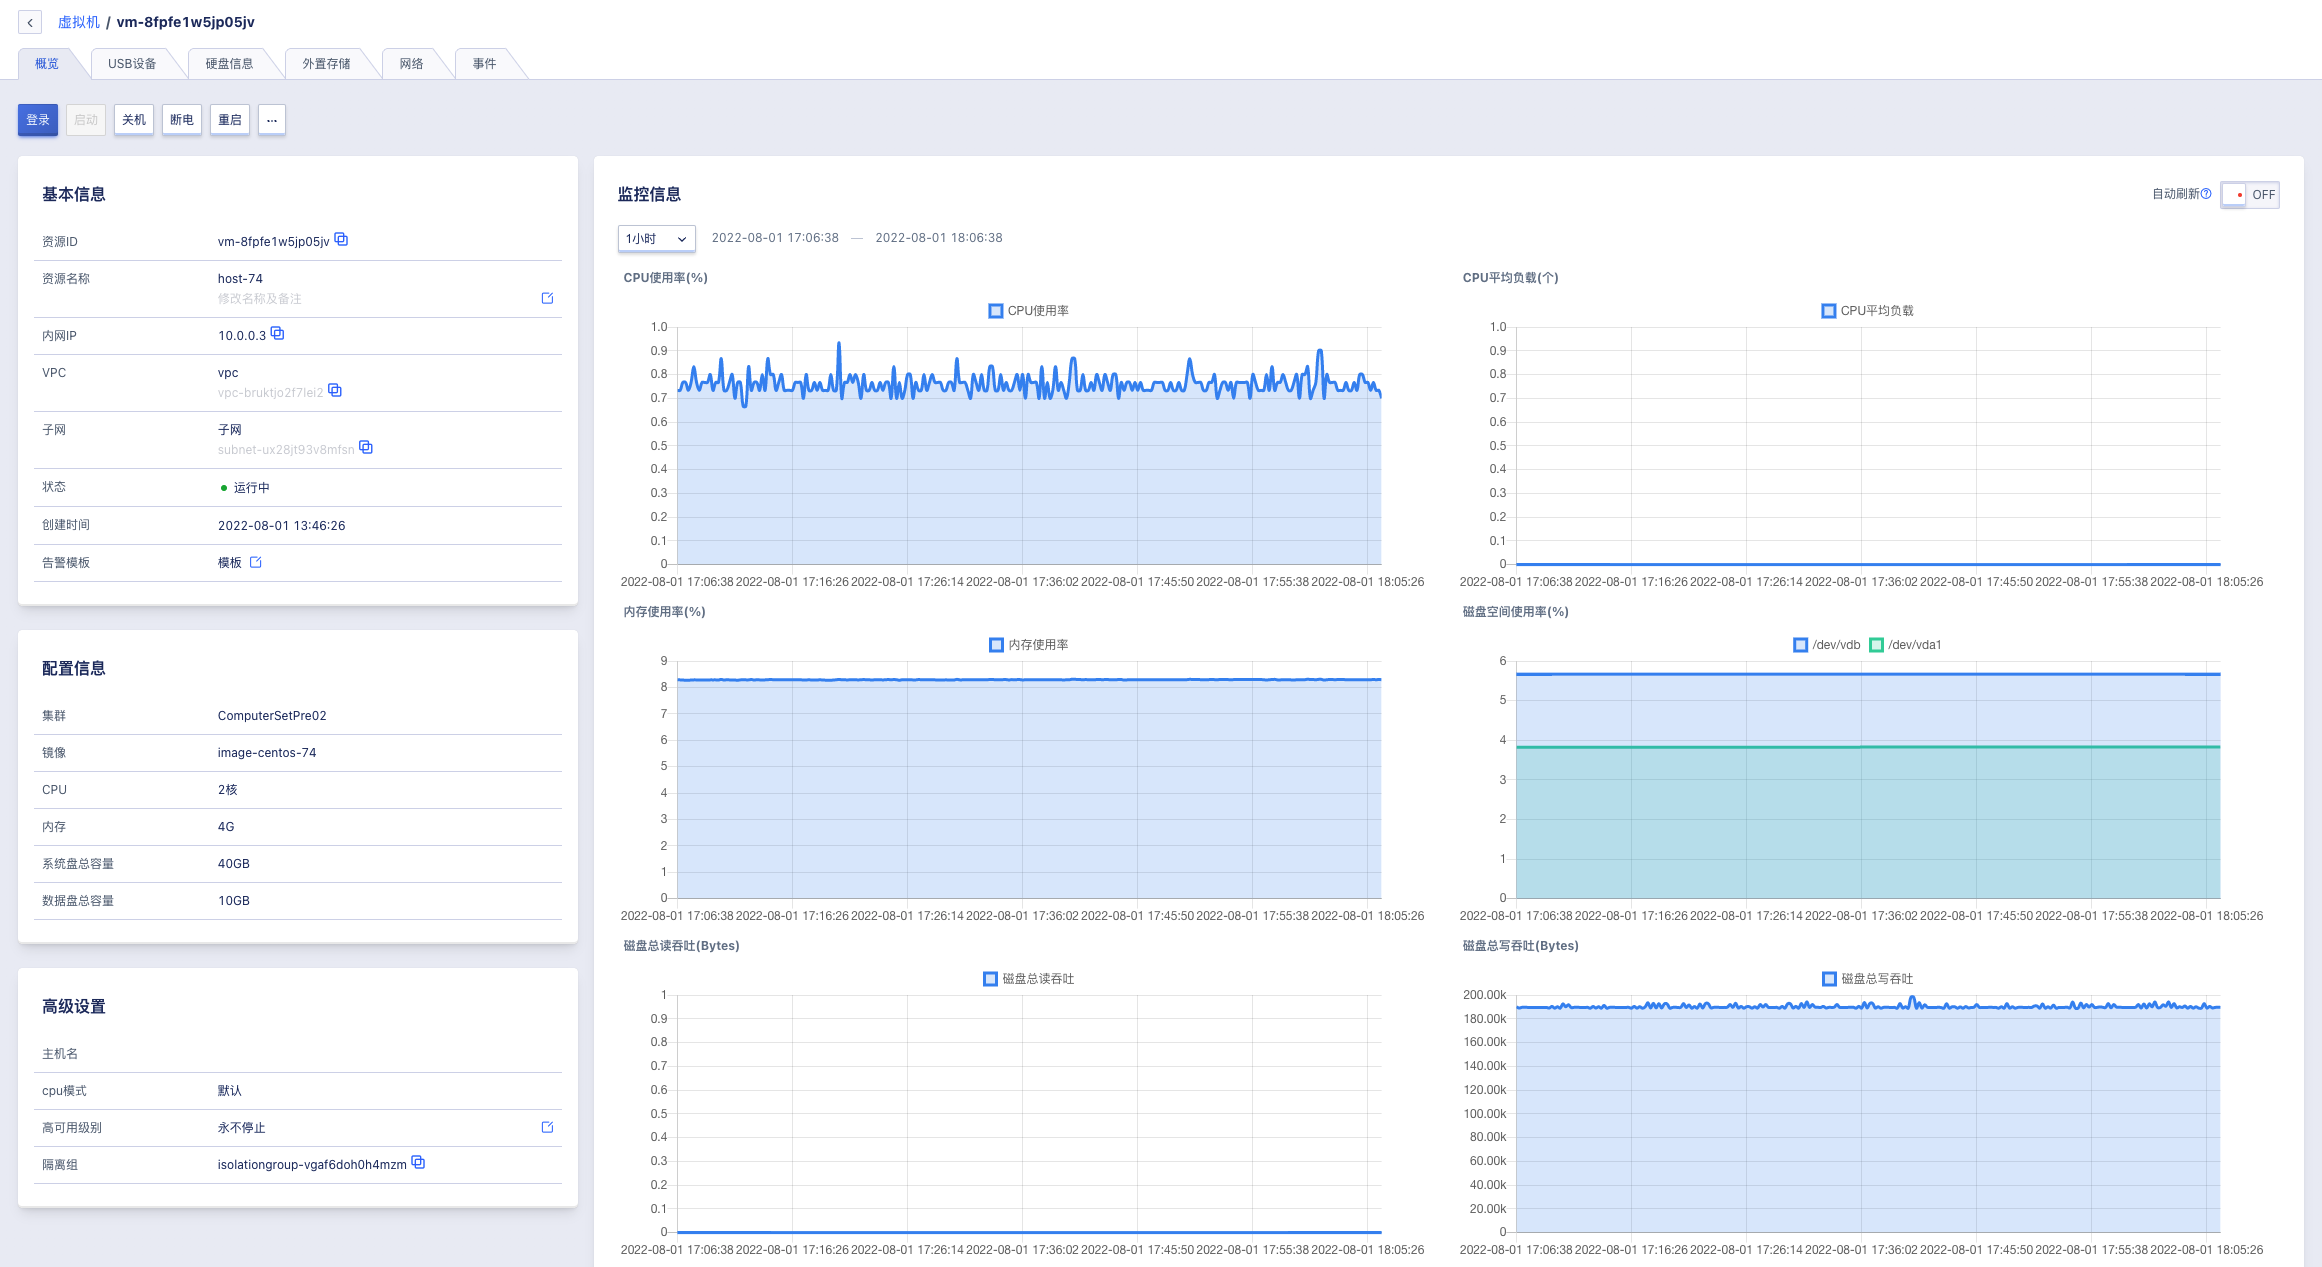 虚拟机 / vm-8fpfe1w5jp05jv
概览 USB设备 硬盘信息 外置存储 网络 事件
登录 启动 关机 断电 重启 ...
基本信息
资源ID vm-8fpfe1w5jp05jv
资源名称 host-74
修改名称及备注
内网IP 10.0.0.3
VPC vpc
vpc-bruktjo2f7lei2
子网 子网
subnet-ux28jt93v8mfsn
状态 运行中
创建时间 2022-08-01 13:46:26
告警模板 模板
配置信息
集群 ComputerSetPre02
镜像 image-centos-74
CPU 2核
内存 4G
系统盘总容量 40GB
数据盘总容量 10GB
高级设置
主机名
cpu模式 默认
高可用级别 永不停止
隔离组 isolationgroup-vgaf6doh0h4mzm
监控信息
自动刷新 OFF
1小时 2022-08-01 17:06:38 — 2022-08-01 18:06:38
CPU使用率(%)
CPU使用率
1.0
0.9
0.8
0.7
0.6
0.5
0.4
0.3
0.2
0.1
0
2022-08-01 17:06:38 2022-08-01 17:16:26 2022-08-01 17:26:14 2022-08-01 17:36:02 2022-08-01 17:45:50 2022-08-01 17:55:38 2022-08-01 18:05:26
CPU平均负载(个)
CPU平均负载
1.0
0.9
0.8
0.7
0.6
0.5
0.4
0.3
0.2
0.1
0
2022-08-01 17:06:38 2022-08-01 17:16:26 2022-08-01 17:26:14 2022-08-01 17:36:02 2022-08-01 17:45:50 2022-08-01 17:55:38 2022-08-01 18:05:26
内存使用率(%)
内存使用率
9
8
7
6
5
4
3
2
1
0
2022-08-01 17:06:38 2022-08-01 17:16:26 2022-08-01 17:26:14 2022-08-01 17:36:02 2022-08-01 17:45:50 2022-08-01 17:55:38 2022-08-01 18:05:26
磁盘空间使用率(%)
/dev/vdb /dev/vda1
6
5
4
3
2
1
0
2022-08-01 17:06:38 2022-08-01 17:16:26 2022-08-01 17:26:14 2022-08-01 17:36:02 2022-08-01 17:45:50 2022-08-01 17:55:38 2022-08-01 18:05:26
磁盘总读吞吐(Bytes)
磁盘总读吞吐
1
0.9
0.8
0.7
0.6
0.5
0.4
0.3
0.2
0.1
0
2022-08-01 17:06:38 2022-08-01 17:16:26 2022-08-01 17:26:14 2022-08-01 17:36:02 2022-08-01 17:45:50 2022-08-01 17:55:38 2022-08-01 18:05:26
磁盘总写吞吐(Bytes)
磁盘总写吞吐
200.00k
180.00k
160.00k
140.00k
120.00k
100.00k
80.00k
60.00k
40.00k
20.00k
0
2022-08-01 17:06:38 2022-08-01 17:16:26 2022-08-01 17:26:14 2022-08-01 17:36:02 2022-08-01 17:45:50 2022-08-01 17:55:38 2022-08-01 18:05:26